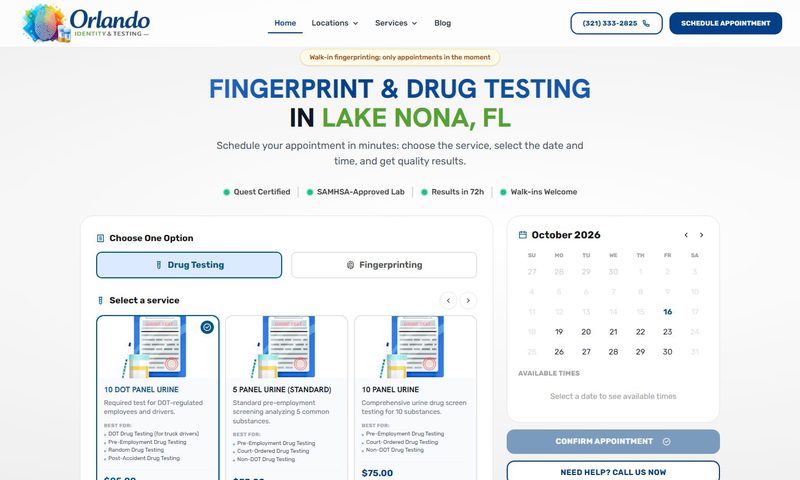 Orlando
IDENTITY & TESTING
Home
Locations
Services
Blog
(321) 333-2825
SCHEDULE APPOINTMENT
Walk-in fingerprinting: only appointments in the moment
FINGERPRINT & DRUG TESTING
IN LAKE NONA, FL
Schedule your appointment in minutes: choose the service, select the date and
time, and get quality results.
Quest Certified
SAMHSA-Approved Lab
Results in 72h
Walk-ins Welcome
Choose One Option
Drug Testing
Fingerprinting
Select a service
10 DOT PANEL URINE
Required test for DOT-regulated
employees and drivers.
BEST FOR:
DOT Drug Testing (for truck drivers)
Pre-Employment Drug Testing
Random Drug Testing
Post-Accident Drug Testing
5 PANEL URINE (STANDARD)
Standard pre-employment
screening analyzing 5 common
substances.
BEST FOR:
Pre-Employment Drug Testing
Court-Ordered Drug Testing
Non-DOT Drug Testing
10 PANEL URINE
Comprehensive urine drug screen
testing for 10 substances.
BEST FOR:
Pre-Employment Drug Testing
Court-Ordered Drug Testing
Non-DOT Drug Testing
$75.00
October 2026
SU MO TU WE TH FR SA
27 28 29 30 1 2 3
4 5 6 7 8 9 10
11 12 13 14 15 16 17
18 19 20 21 22 23 24
25 26 27 28 29 30 31
AVAILABLE TIMES
Select a date to see available times
CONFIRM APPOINTMENT
NEED HELP? CALL US NOW